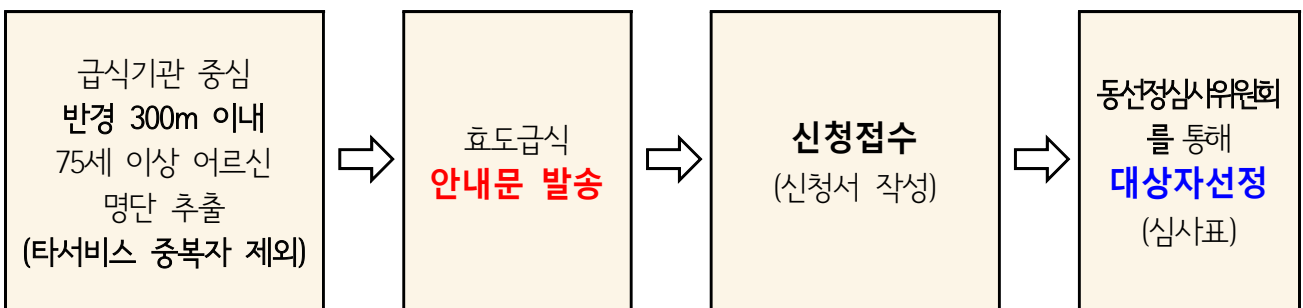 급식기관 중심
반경 300m 이내
75세 이상 어르신
명단 추출
(타서비스 중복자 제외)
효도급식
안내문 발송
신청접수
(신청서 작성)
동선정심사위원회
를 통해
대상자선정
(심사표)